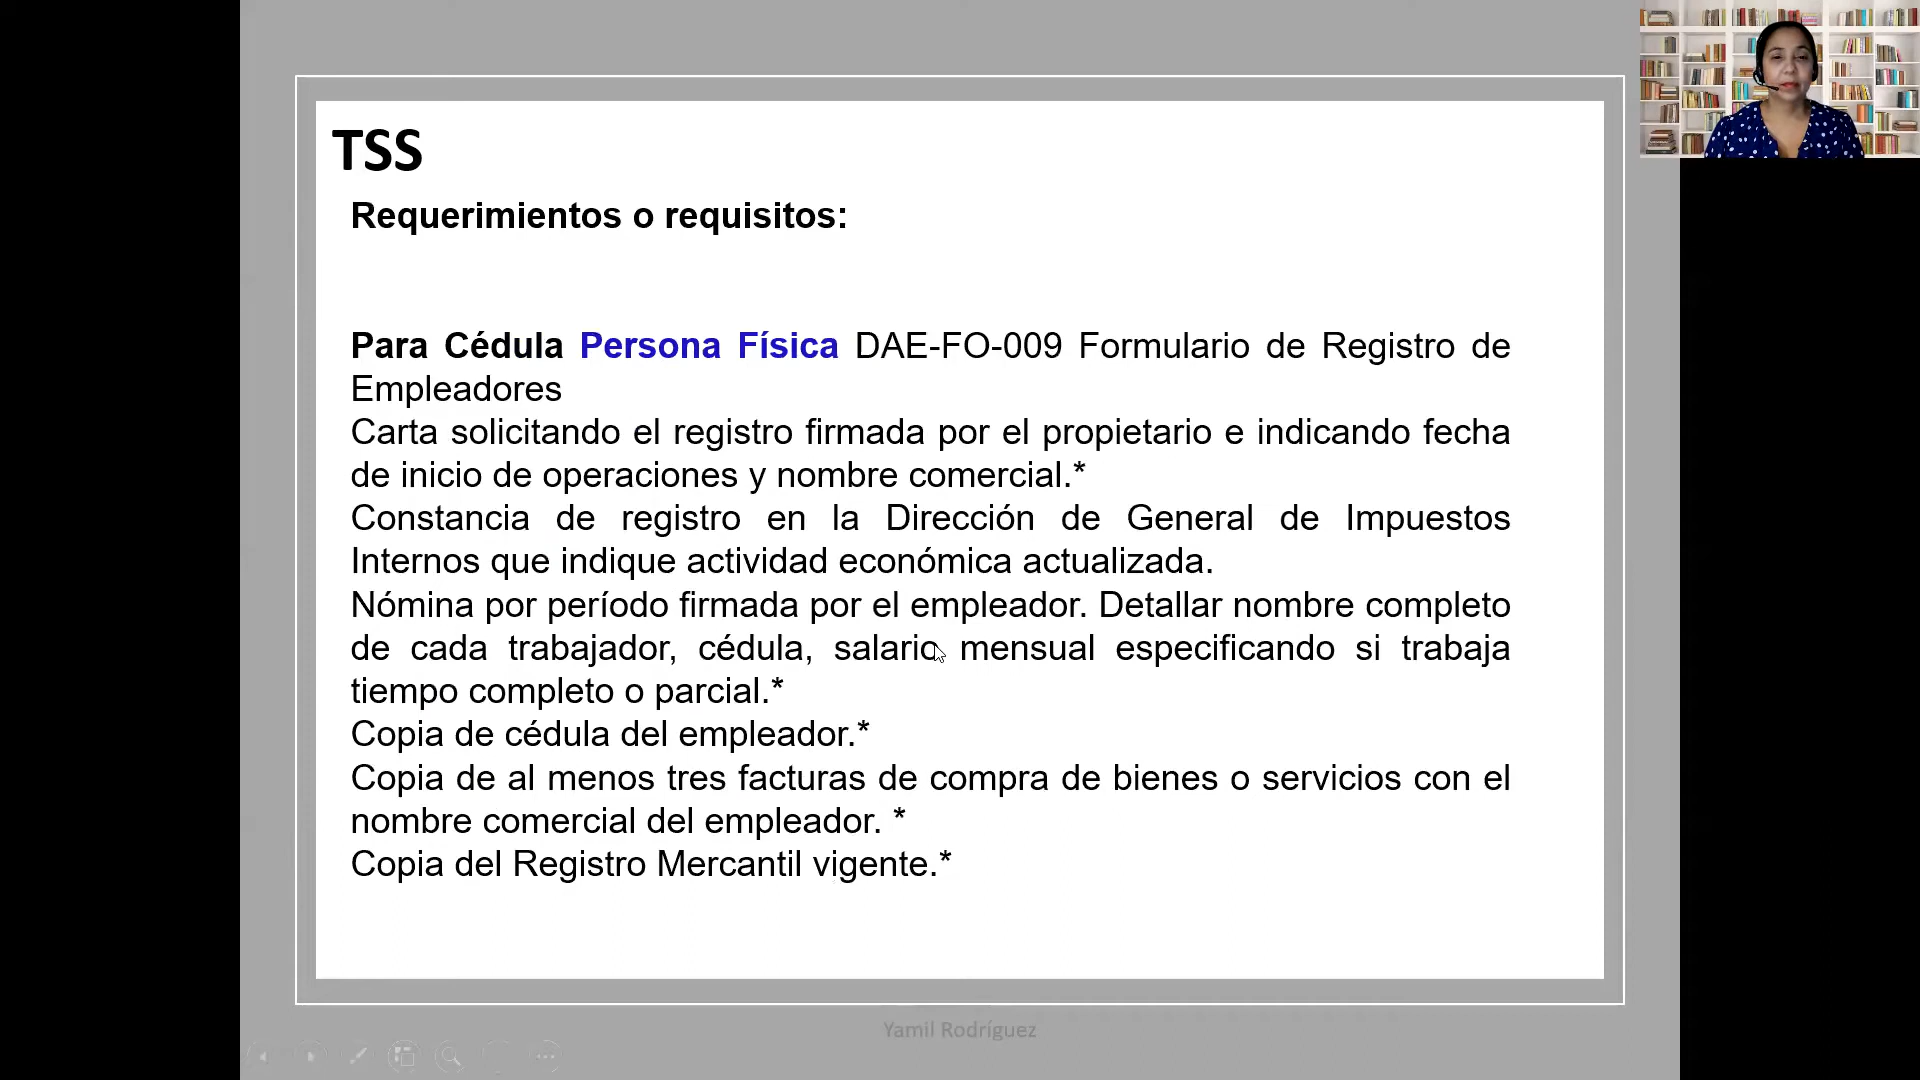 TSS
Requerimientos o requisitos:
Para Cédula Persona Física DAE-FO-009 Formulario de Registro de
Empleadores
Carta solicitando el registro firmada por el propietario e indicando fecha
de inicio de operaciones y nombre comercial.*
Constancia de registro en la Dirección de General de Impuestos
Internos que indique actividad económica actualizada.
Nómina por período firmada por el empleador. Detallar nombre completo
de cada trabajador, cédula, salario mensual especificando si trabaja
tiempo completo o parcial.*
Copia de cédula del empleador.*
Copia de al menos tres facturas de compra de bienes o servicios con el
nombre comercial del empleador. *
Copia del Registro Mercantil vigente.*
Yamil Rodríguez